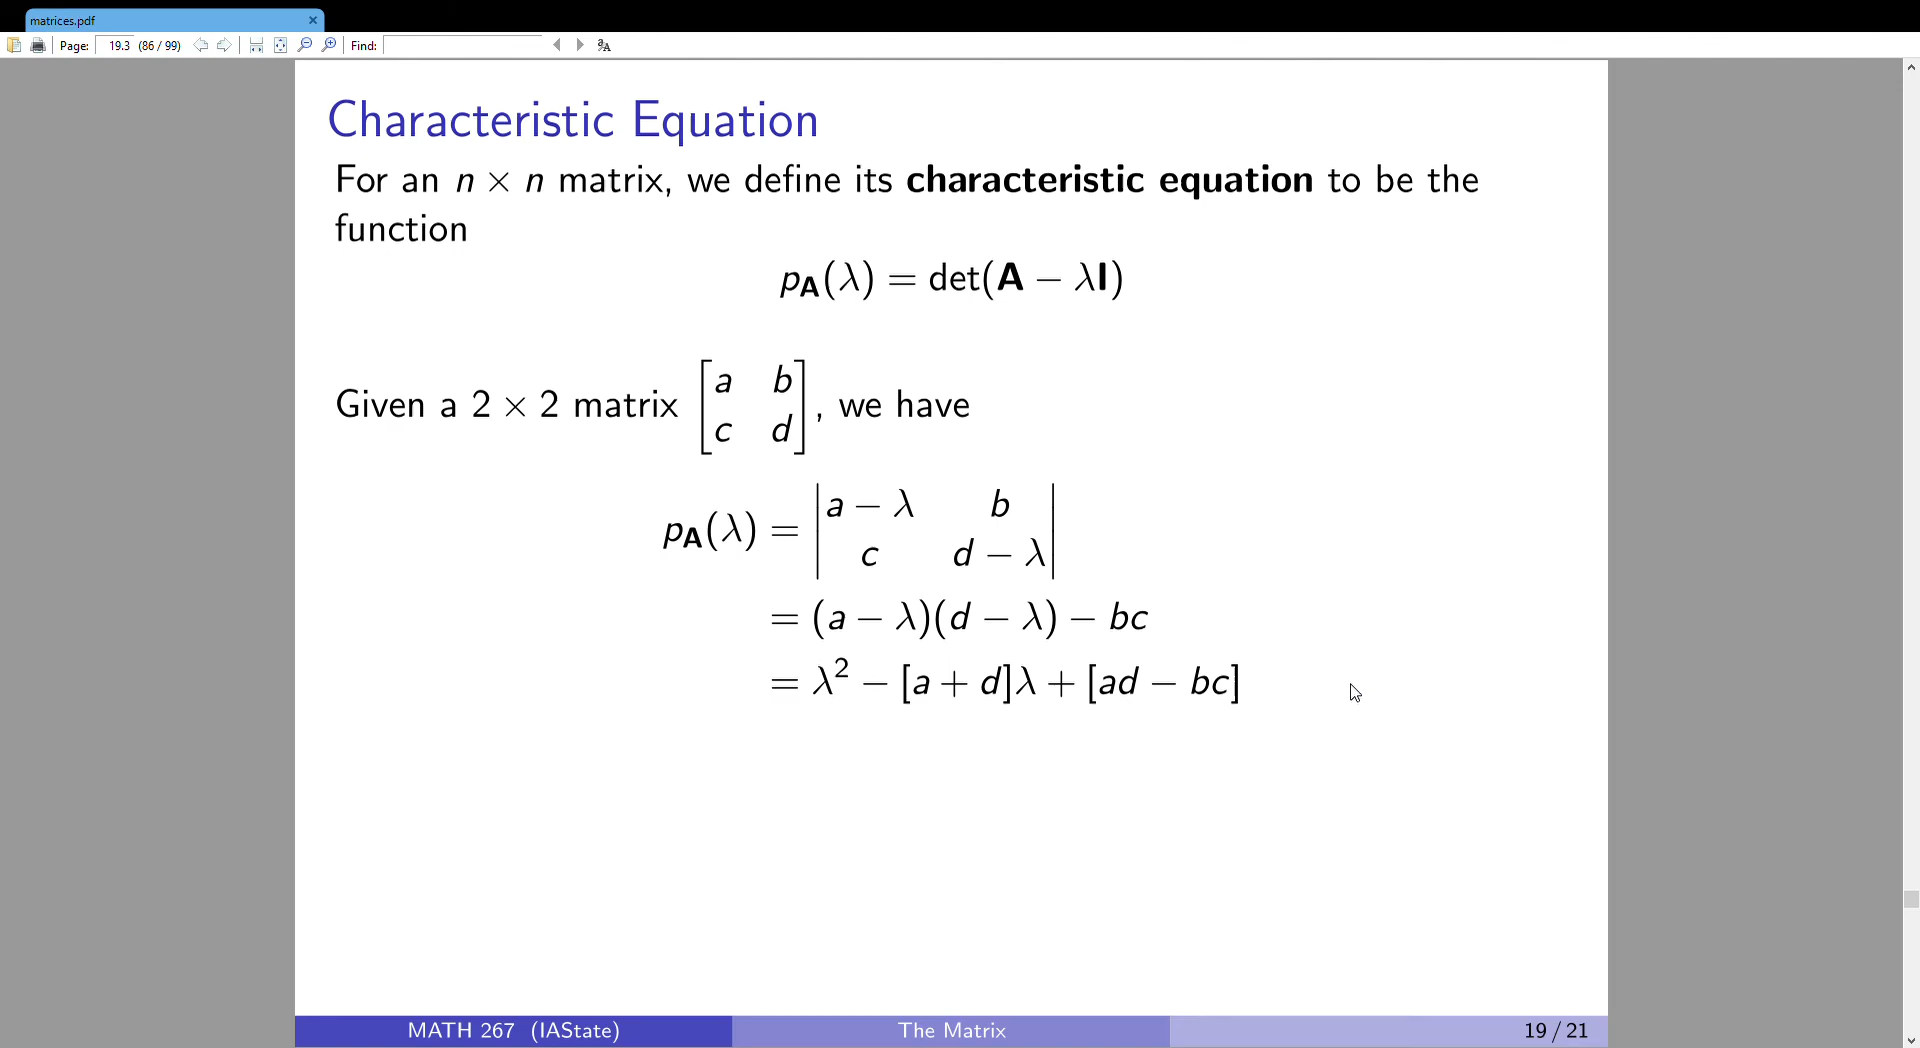 matrices.pdf
Page: 19.3 (86 / 99) Find:
Characteristic Equation
For an n × n matrix, we define its characteristic equation to be the
function
p_A(λ) = det(A − λI)
Given a 2 × 2 matrix [a b; c d], we have
p_A(λ) = |a − λ b; c d − λ|
= (a − λ)(d − λ) − bc
= λ² − [a + d]λ + [ad − bc]
MATH 267 (IAState) The Matrix 19 / 21